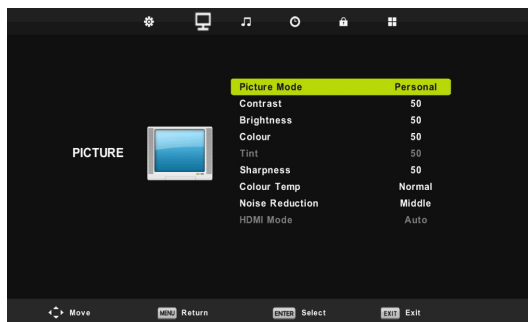 Picture Mode Personal
Contrast 50
Brightness 50
Colour 50
PICTURE
Tint 50
Sharpness 50
Colour Temp Normal
Noise Reduction Middle
HDMI Mode Auto
Move MENU Return ENTER Select EXIT Exit